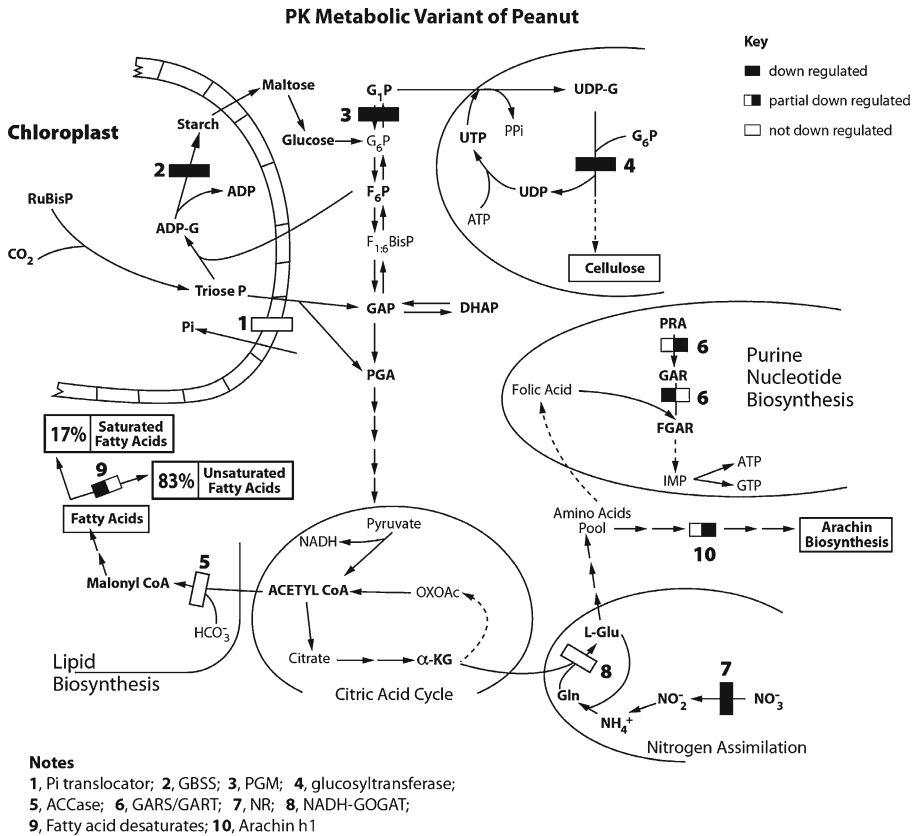 PK Metabolic Variant of Peanut
Key
down regulated
partial down regulated
not down regulated
Chloroplast
Maltose
Starch
Glucose
G1P
3
G6P
UDP-G
PPi
UTP
G6P
4
UDP
ATP
Cellulose
2
ADP
RuBisP
ADP-G
CO2
F6P
F1:6BisP
Triose P
GAP
DHAP
1
Pi
PGA
PRA
6
GAR
6
FGAR
Folic Acid
IMP
ATP
GTP
Purine
Nucleotide
Biosynthesis
17%
Saturated
Fatty Acids
9
83%
Unsaturated
Fatty Acids
Fatty Acids
Malonyl CoA
5
HCO3-
Lipid
Biosynthesis
Pyruvate
NADH
ACETYL CoA
OXOAc
Citrate
α-KG
Citric Acid Cycle
Amino Acids
Pool
10
Arachin
Biosynthesis
L-Glu
8
Gln
NH4+
NO2-
7
NO3-
Nitrogen Assimilation
Notes
1, Pi translocator; 2, GBSS; 3, PGM; 4, glucosyltransferase;
5, ACCase; 6, GARS/GART; 7, NR; 8, NADH-GOGAT;
9, Fatty acid desaturates; 10, Arachin h1